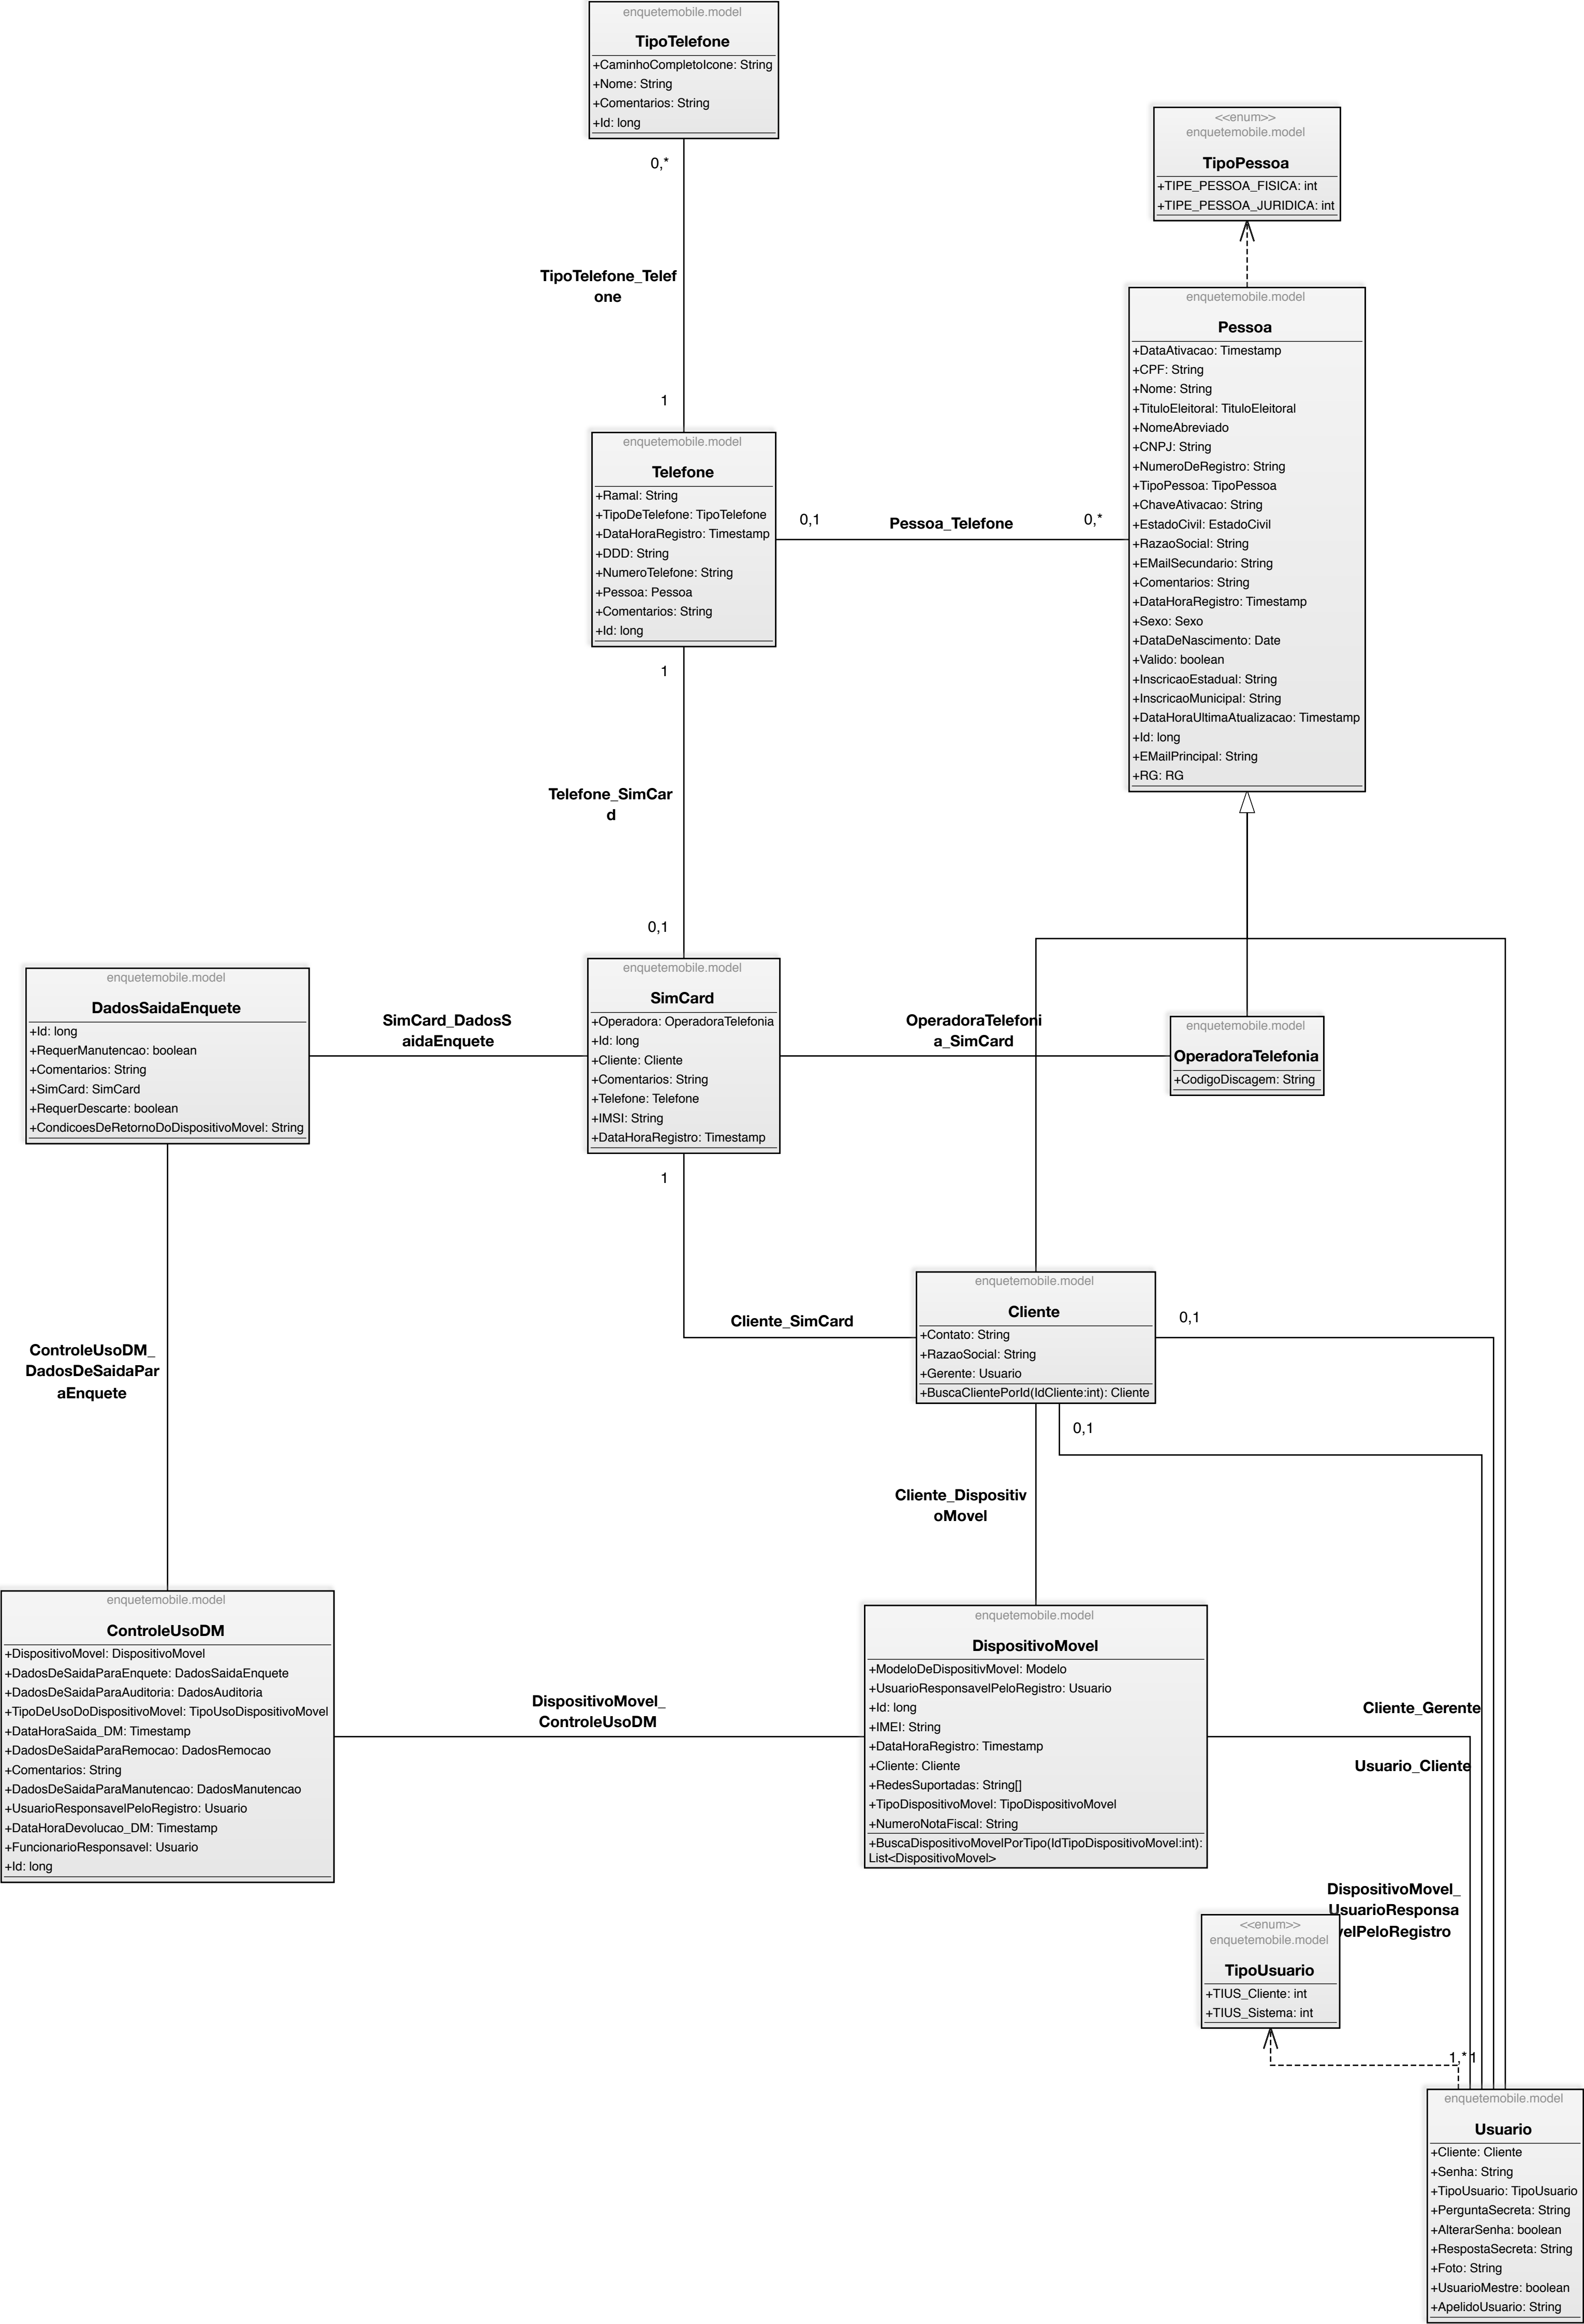 enquetemobile.model
TipoTelefone
+CaminhoCompletoIcone: String
+Nome: String
+Comentarios: String
+Id: long
0,*
TipoTelefone_Telef
one
1
<<enum>>
enquetemobile.model
TipoPessoa
+TIPE_PESSOA_FISICA: int
+TIPE_PESSOA_JURIDICA: int
enquetemobile.model
Pessoa
+DataAtivacao: Timestamp
+CPF: String
+Nome: String
+TituloEleitoral: TituloEleitoral
+NomeAbreviado
+CNPJ: String
+NumeroDeRegistro: String
+TipoPessoa: TipoPessoa
+ChaveAtivacao: String
+EstadoCivil: EstadoCivil
+RazaoSocial: String
+EMailSecundario: String
+Comentarios: String
+DataHoraRegistro: Timestamp
+Sexo: Sexo
+DataDeNascimento: Date
+Valido: boolean
+InscricaoEstadual: String
+InscricaoMunicipal: String
+DataHoraUltimaAtualizacao: Timestamp
+Id: long
+EMailPrincipal: String
+RG: RG
enquetemobile.model
Telefone
+Ramal: String
+TipoDeTelefone: TipoTelefone
+DataHoraRegistro: Timestamp
+DDD: String
+NumeroTelefone: String
+Pessoa: Pessoa
+Comentarios: String
+Id: long
0,1
Pessoa_Telefone
0,*
1
Telefone_SimCar
d
0,1
enquetemobile.model
DadosSaidaEnquete
+Id: long
+RequerManutencao: boolean
+Comentarios: String
+SimCard: SimCard
+RequerDescarte: boolean
+CondicoesDeRetornoDoDispositivoMovel: String
SimCard_DadosS
aidaEnquete
enquetemobile.model
SimCard
+Operadora: OperadoraTelefonia
+Id: long
+Cliente: Cliente
+Comentarios: String
+Telefone: Telefone
+IMSI: String
+DataHoraRegistro: Timestamp
OperadoraTelefoni
a_SimCard
enquetemobile.model
OperadoraTelefonia
+CodigoDiscagem: String
1
Cliente_SimCard
enquetemobile.model
Cliente
+Contato: String
+RazaoSocial: String
+Gerente: Usuario
+BuscaClientePorId(IdCliente:int): Cliente
0,1
0,1
ControleUsoDM_
DadosDeSaidaPar
aEnquete
Cliente_Dispositiv
oMovel
enquetemobile.model
ControleUsoDM
+DispositivoMovel: DispositivoMovel
+DadosDeSaidaParaEnquete: DadosSaidaEnquete
+DadosDeSaidaParaAuditoria: DadosAuditoria
+TipoDeUsoDoDispositivoMovel: TipoUsoDispositivoMovel
+DataHoraSaida_DM: Timestamp
+DadosDeSaidaParaRemocao: DadosRemocao
+Comentarios: String
+DadosDeSaidaParaManutencao: DadosManutencao
+UsuarioResponsavelPeloRegistro: Usuario
+DataHoraDevolucao_DM: Timestamp
+FuncionarioResponsavel: Usuario
+Id: long
DispositivoMovel_
ControleUsoDM
enquetemobile.model
DispositivoMovel
+ModeloDeDispositivMovel: Modelo
+UsuarioResponsavelPeloRegistro: Usuario
+Id: long
+IMEI: String
+DataHoraRegistro: Timestamp
+Cliente: Cliente
+RedesSuportadas: String[]
+TipoDispositivoMovel: TipoDispositivoMovel
+NumeroNotaFiscal: String
+BuscaDispositivoMovelPorTipo(IdTipoDispositivoMovel:int):
List<DispositivoMovel>
Cliente_Gerente
Usuario_Cliente
DispositivoMovel_
UsuarioResponsa
velPeloRegistro
<<enum>>
enquetemobile.model
TipoUsuario
+TIUS_Cliente: int
+TIUS_Sistema: int
1,*
1
enquetemobile.model
Usuario
+Cliente: Cliente
+Senha: String
+TipoUsuario: TipoUsuario
+PerguntaSecreta: String
+AlterarSenha: boolean
+RespostaSecreta: String
+Foto: String
+UsuarioMestre: boolean
+ApelidoUsuario: String